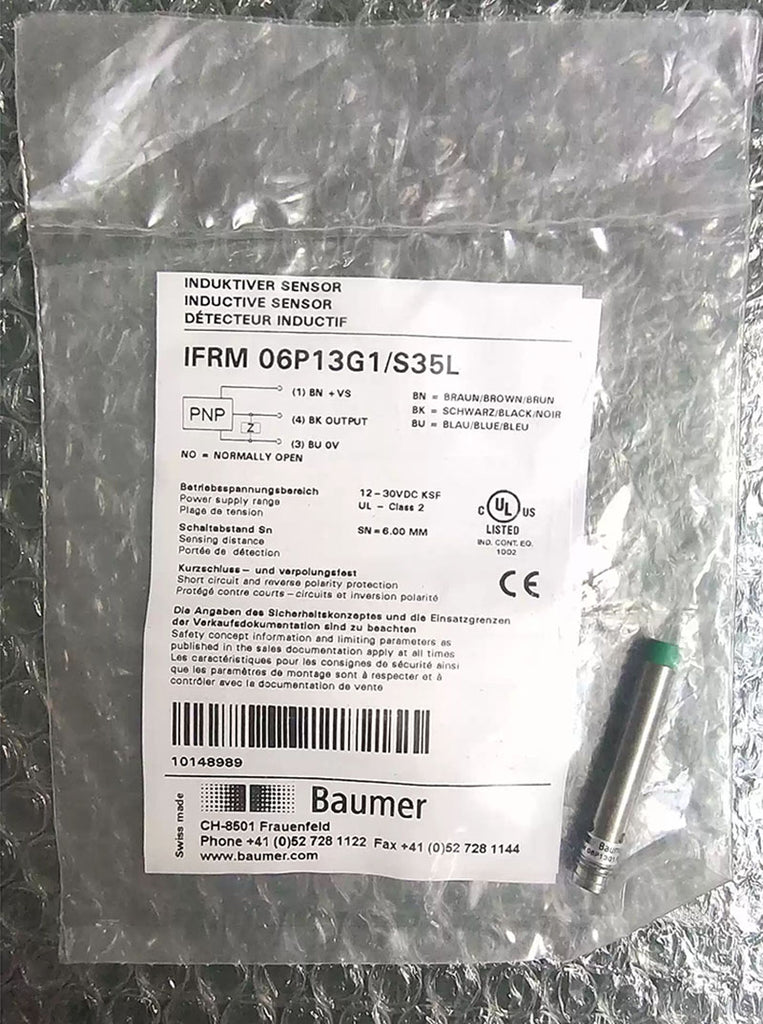 INDUKTIVER SENSOR
INDUCTIVE SENSOR
DÉTECTEUR INDUCTIF
IFRM 06P13G1/S35L
PNP
Z
(1) BN +VS
(4) BK OUTPUT
(3) BU 0V
BN = BRAUN/BROWN/BRUN
BK = SCHWARZ/BLACK/NOIR
BU = BLAU/BLUE/BLEU
NO = NORMALLY OPEN
Betriebsspannungsbereich
Power supply range
Plage de tension
12-30VDC KSF
UL - Class 2
Schaltabstand Sn
Sensing distance
Portée de détection
SN = 6.00 MM
C UL US
LISTED
IND. CONT. EQ.
1002
Kurzschluss- und verpolungsfest
Short circuit and reverse polarity protection
Protégé contre courts-circuits et inversion polarité
CE
Die Angaben des Sicherheitskonzeptes und die Einsatzgrenzen
der Verkaufsdokumentation sind zu beachten
Safety concept information and limiting parameters as
published in the sales documentation apply at all times
Les caractéristiques pour les consignes de sécurité ainsi
que les paramètres de montage sont à respecter et à
contrôler avec la documentation de vente
10148989
Swiss made
Baumer
CH-8501 Frauenfeld
Phone +41 (0)52 728 1122 Fax +41 (0)52 728 1144
www.baumer.com
Baum
06P13G1